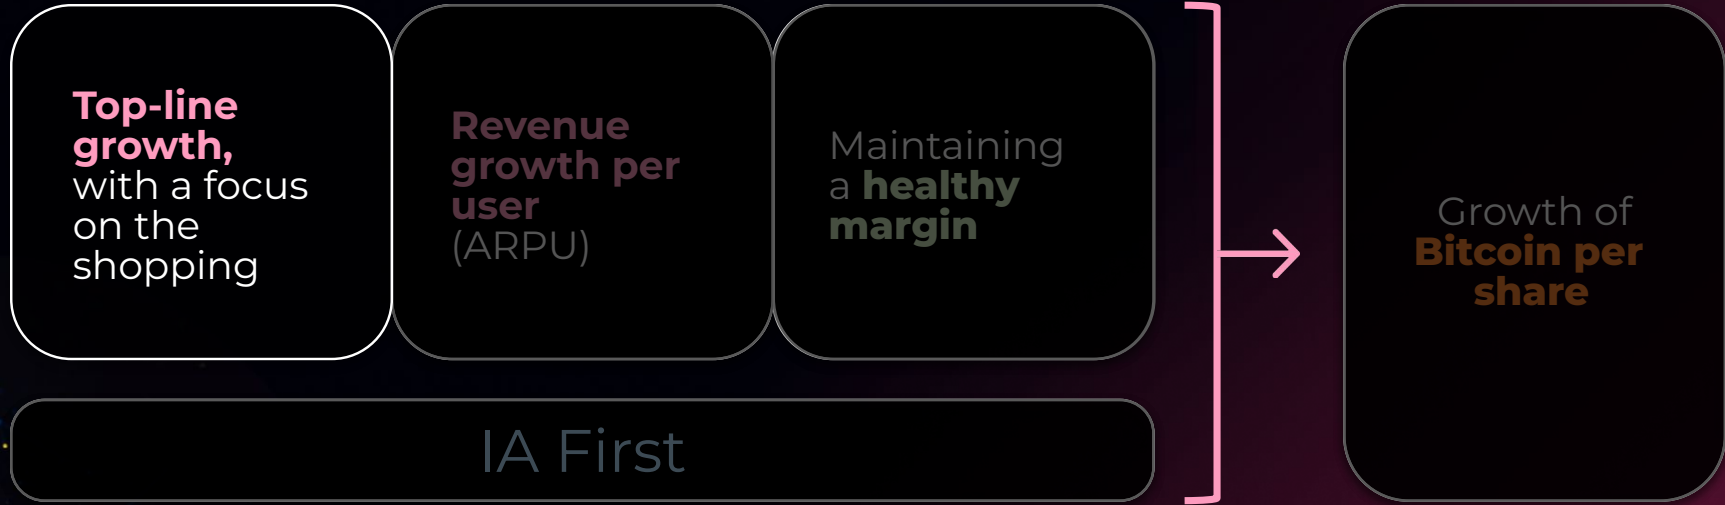 Top-line
growth,
with a focus
on the
shopping
Revenue
growth per
user
(ARPU)
Maintaining
a healthy
margin
Growth of
Bitcoin per
share
IA First